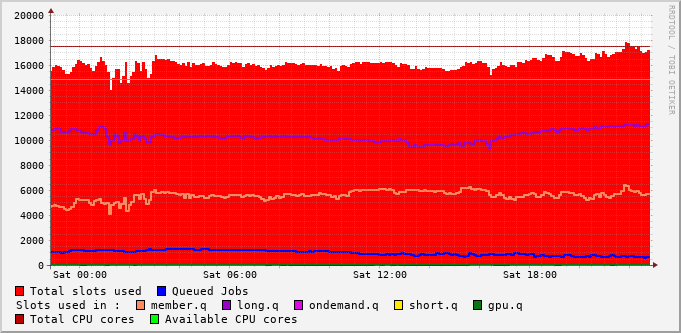 RRDTOOL / TOBI OETIKER
20000
18000
16000
14000
12000
10000
8000
6000
4000
2000
0
Sat 00:00 Sat 06:00 Sat 12:00 Sat 18:00
Total slots used Queued Jobs
Slots used in : member.q long.q ondemand.q short.q gpu.q
Total CPU cores Available CPU cores